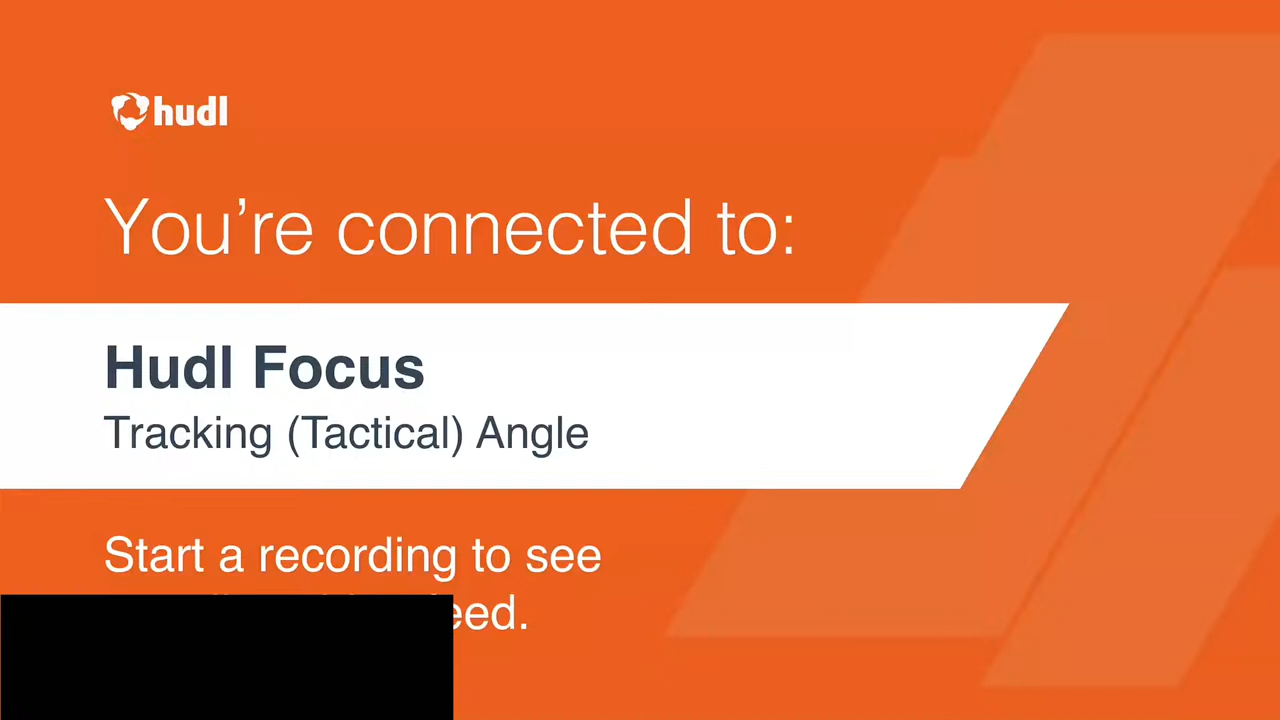 hudl
You're connected to:
Hudl Focus
Tracking (Tactical) Angle
Start a recording to see
eed.